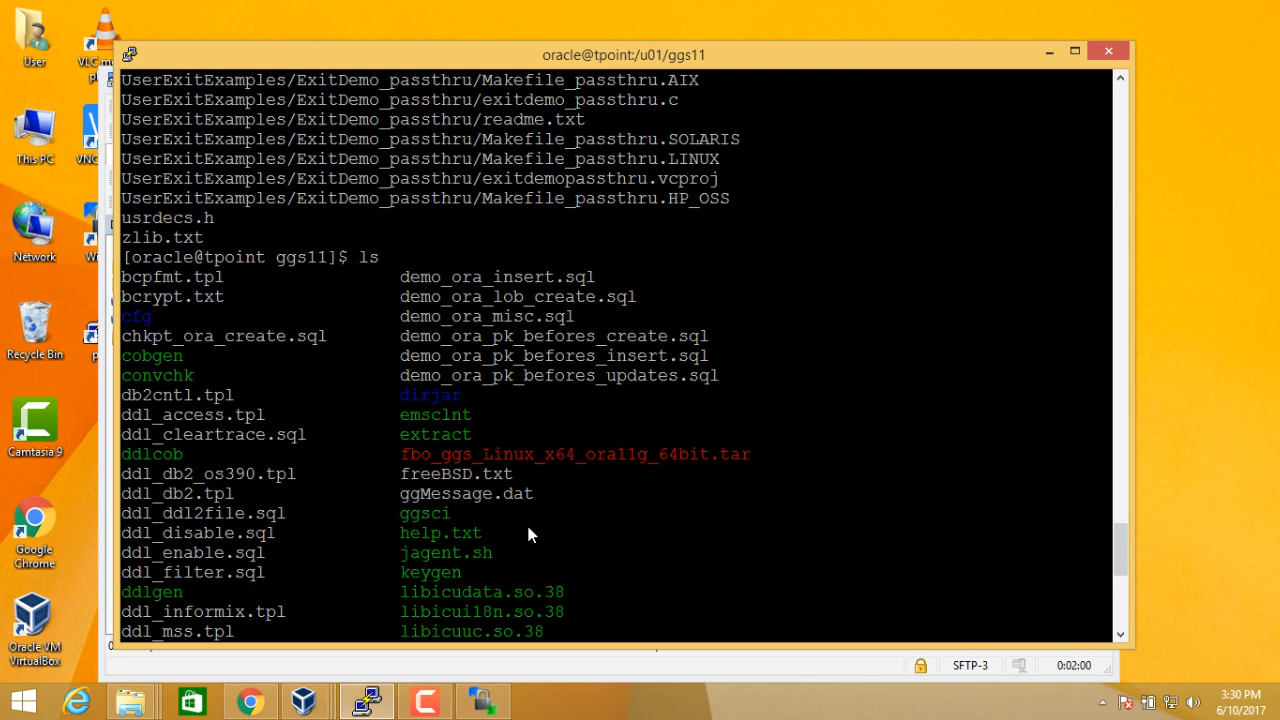 User
VLC m
pl
This PC
VNC
Network
Wi
Recycle Bin
p
Camtasia 9
Google
Chrome
Oracle VM
VirtualBox
oracle@tpoint:/u01/ggs11
UserExitExamples/ExitDemo_passthru/Makefile_passthru.AIX
UserExitExamples/ExitDemo_passthru/exitdemo_passthru.c
UserExitExamples/ExitDemo_passthru/readme.txt
UserExitExamples/ExitDemo_passthru/Makefile_passthru.SOLARIS
UserExitExamples/ExitDemo_passthru/Makefile_passthru.LINUX
UserExitExamples/ExitDemo_passthru/exitdemopassthru.vcproj
UserExitExamples/ExitDemo_passthru/Makefile_passthru.HP_OSS
usrdecs.h
zlib.txt
[oracle@tpoint ggs11]$ ls
bcpfmt.tpl demo_ora_insert.sql
bcrypt.txt demo_ora_lob_create.sql
cfg demo_ora_misc.sql
chkpt_ora_create.sql demo_ora_pk_befores_create.sql
cobgen demo_ora_pk_befores_insert.sql
convchk demo_ora_pk_befores_updates.sql
db2cntl.tpl dirjar
ddl_access.tpl emsclnt
ddl_cleartrace.sql extract
ddlcob fbo_ggs_Linux_x64_ora11g_64bit.tar
ddl_db2_os390.tpl freeBSD.txt
ddl_db2.tpl ggMessage.dat
ddl_ddl2file.sql ggsci
ddl_disable.sql help.txt
ddl_enable.sql jagent.sh
ddl_filter.sql keygen
ddlgen libicudata.so.38
ddl_informix.tpl libicui18n.so.38
ddl_mss.tpl libicuuc.so.38
SFTP-3 0:02:00
3:30 PM
6/10/2017